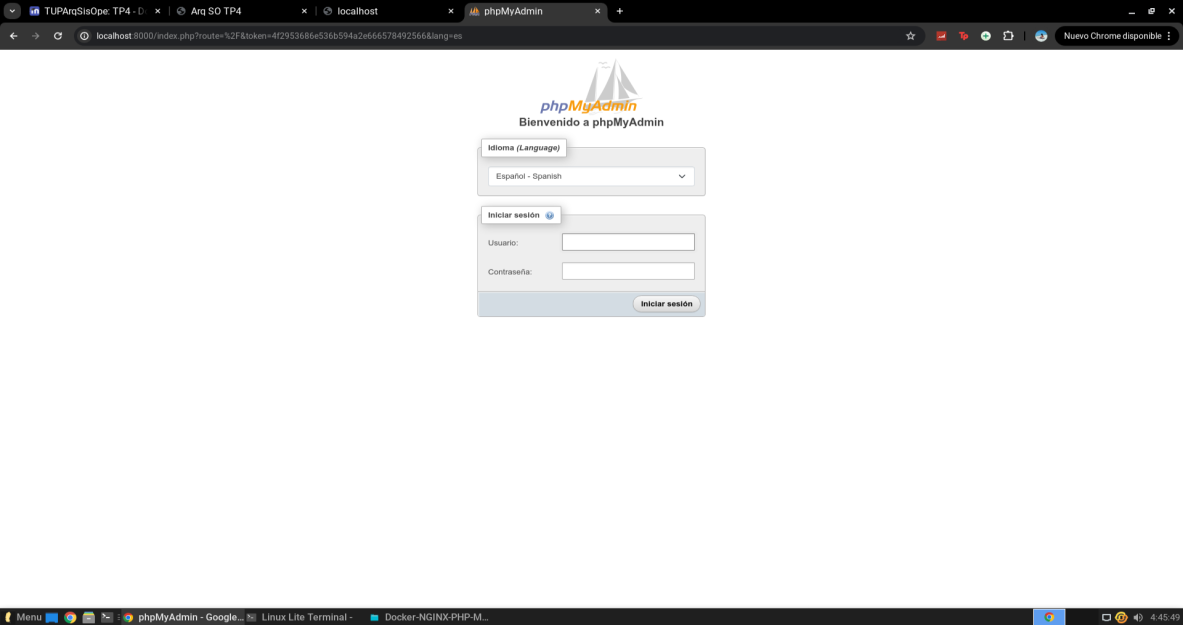 TUPArqSisOpe: TP4 - D
Arq SO TP4
localhost
phpMyAdmin
localhost:8000/index.php?route=%2F&token=4f2953686e536b594a2e666578492566&lang=es
Nuevo Chrome disponible
phpMyAdmin
Bienvenido a phpMyAdmin
Idioma (Language)
Español - Spanish
Iniciar sesión
Usuario:
Contraseña:
Iniciar sesión
Menu
phpMyAdmin - Google...
Linux Lite Terminal -
Docker-NGINX-PHP-M...
4:45:49